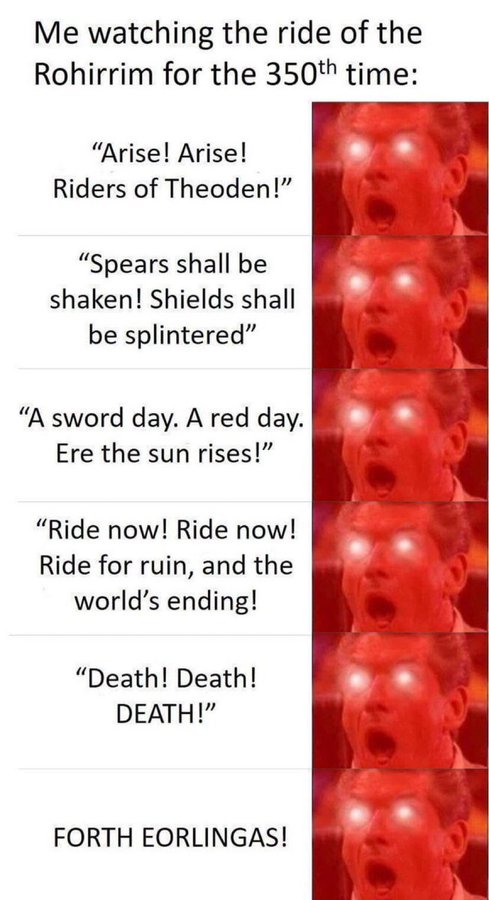 Me watching the ride of the
Rohirrim for the 350th time:
“Arise! Arise!
Riders of Theoden!”
“Spears shall be
shaken! Shields shall
be splintered”
“A sword day. A red day.
Ere the sun rises!”
“Ride now! Ride now!
Ride for ruin, and the
world’s ending!
“Death! Death!
DEATH!”
FORTH EORLINGAS!